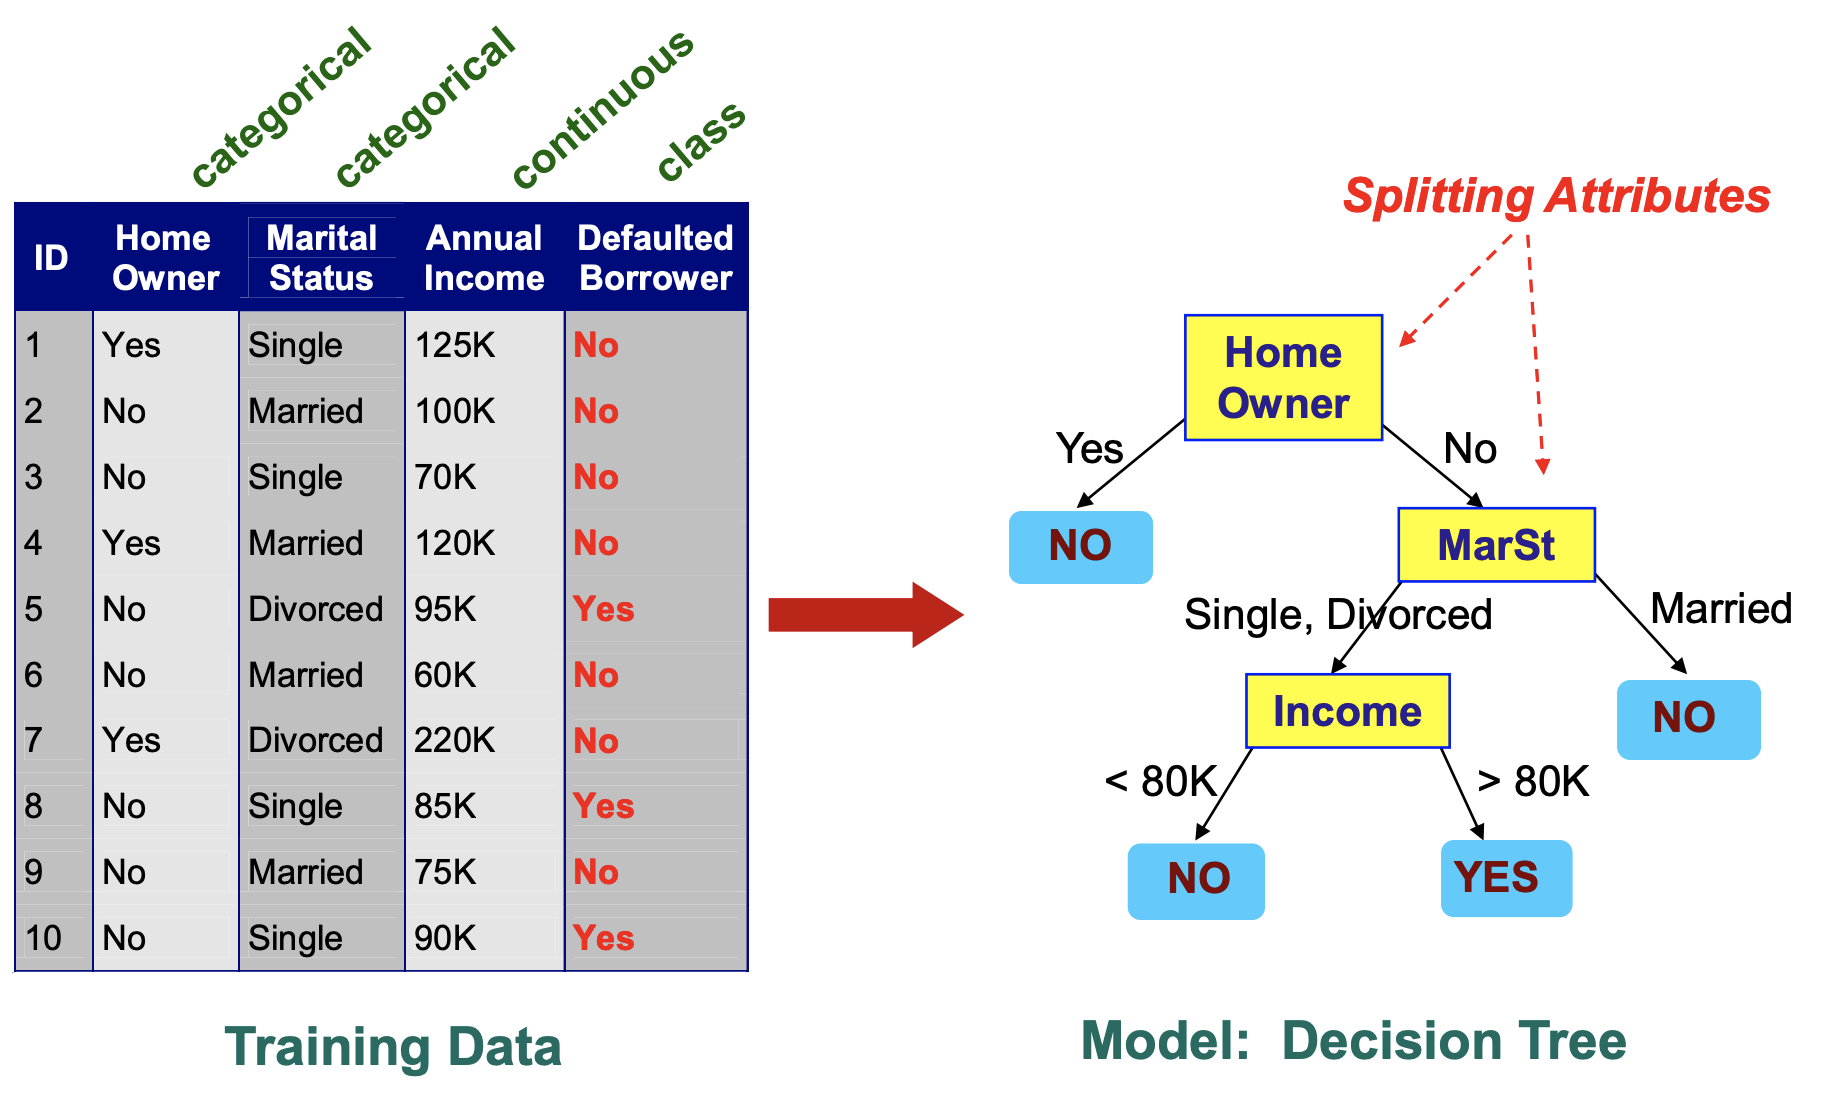 categorical
categorical
continuous
class
ID Home Owner Marital Status Annual Income Defaulted Borrower
1 Yes Single 125K No
2 No Married 100K No
3 No Single 70K No
4 Yes Married 120K No
5 No Divorced 95K Yes
6 No Married 60K No
7 Yes Divorced 220K No
8 No Single 85K Yes
9 No Married 75K No
10 No Single 90K Yes
Training Data
Splitting Attributes
Home
Owner
Yes
No
NO
MarSt
Single, Divorced
Married
Income
NO
< 80K
> 80K
NO
YES
Model: Decision Tree